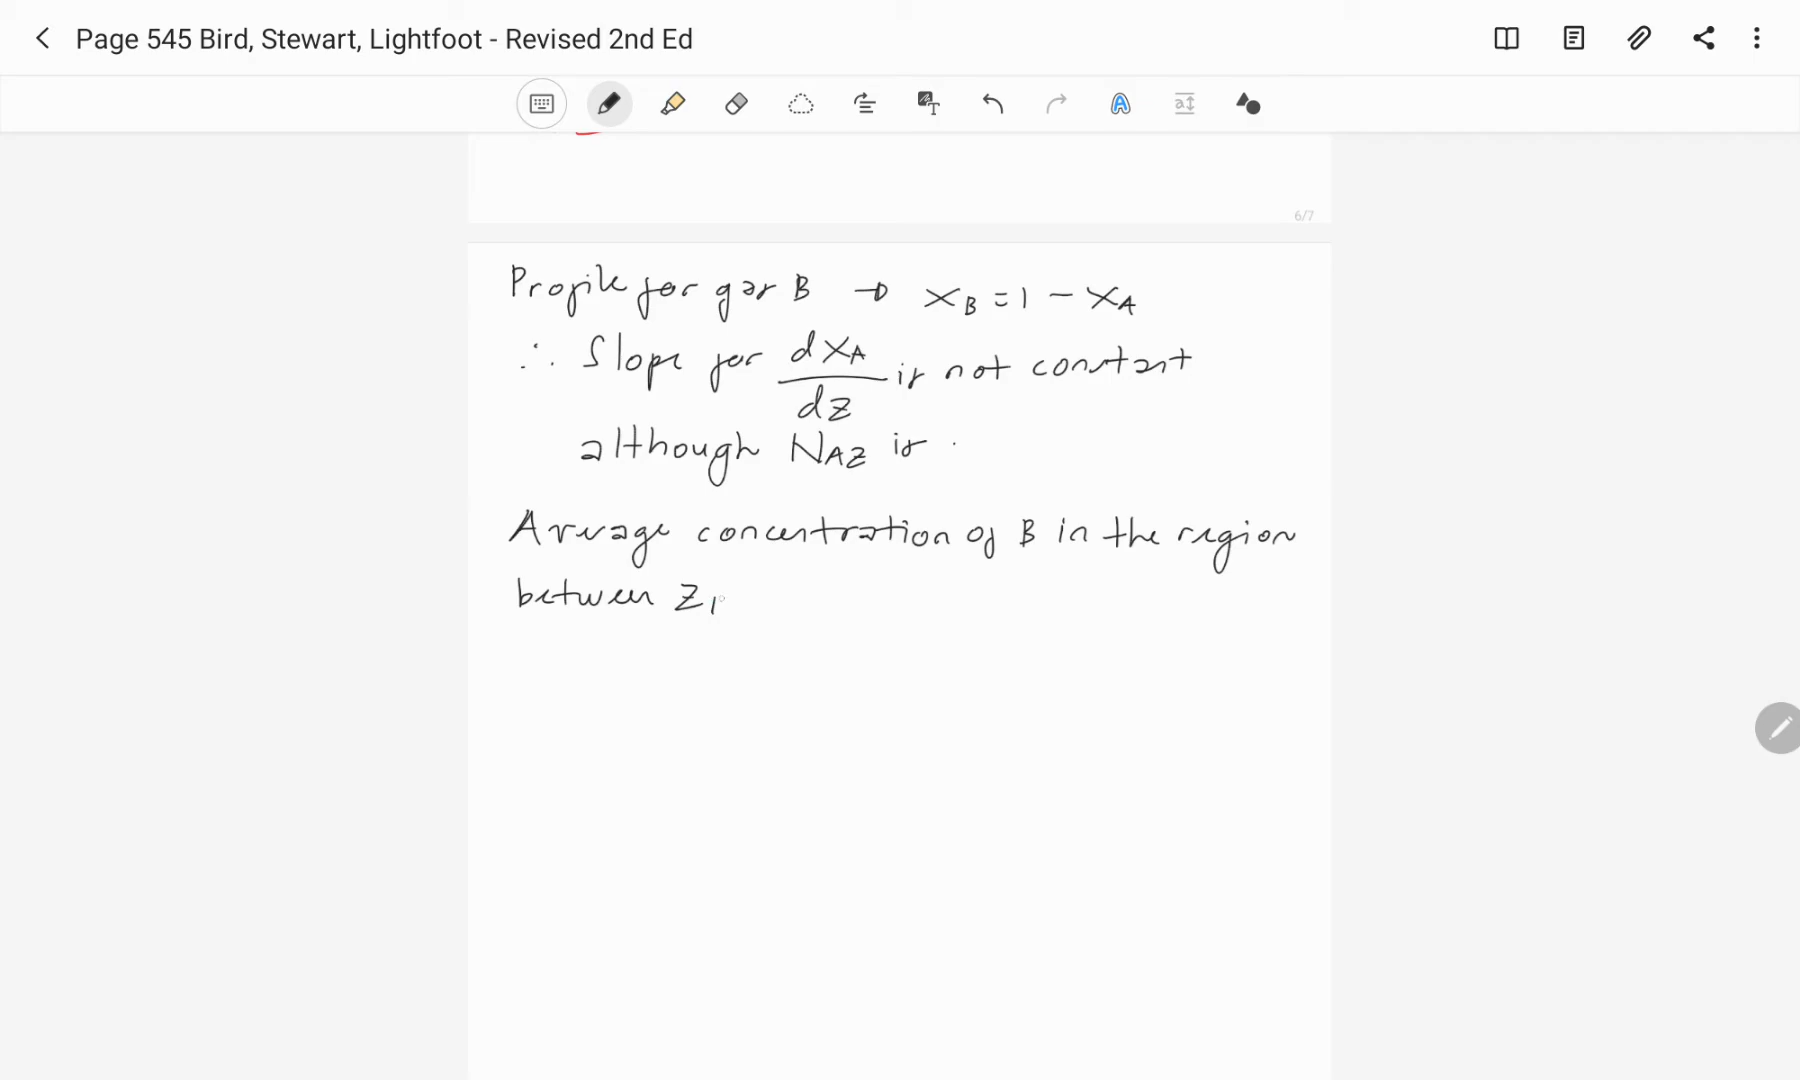 Page 545 Bird, Stewart, Lightfoot - Revised 2nd Ed
6/7
Profile for gas B → x_B = 1 - x_A
∴ Slope for dx_A/dz is not constant
although N_Az is.
Average concentration of B in the region
between z_1